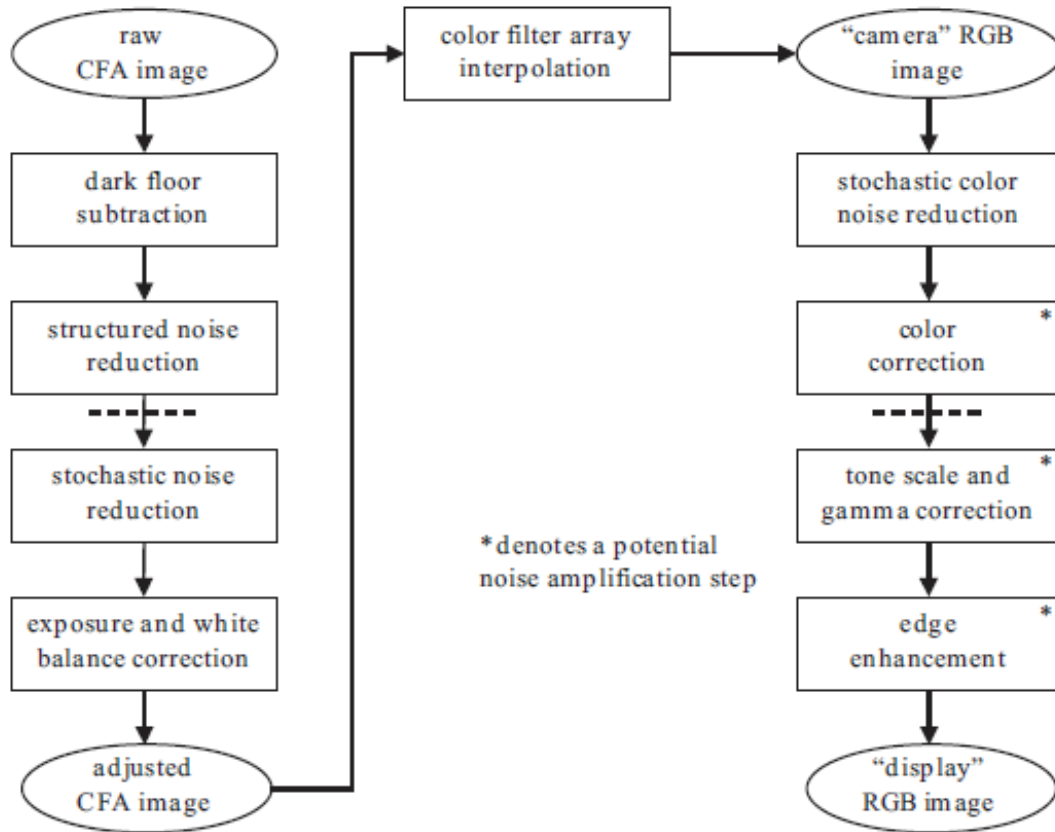 raw
CFA image
dark floor
subtraction
structured noise
reduction
stochastic noise
reduction
exposure and white
balance correction
adjusted
CFA image
color filter array
interpolation
"camera" RGB
image
stochastic color
noise reduction
*
color
correction
*
tone scale and
gamma correction
*
edge
enhancement
"display"
RGB image
*denotes a potential
noise amplification step